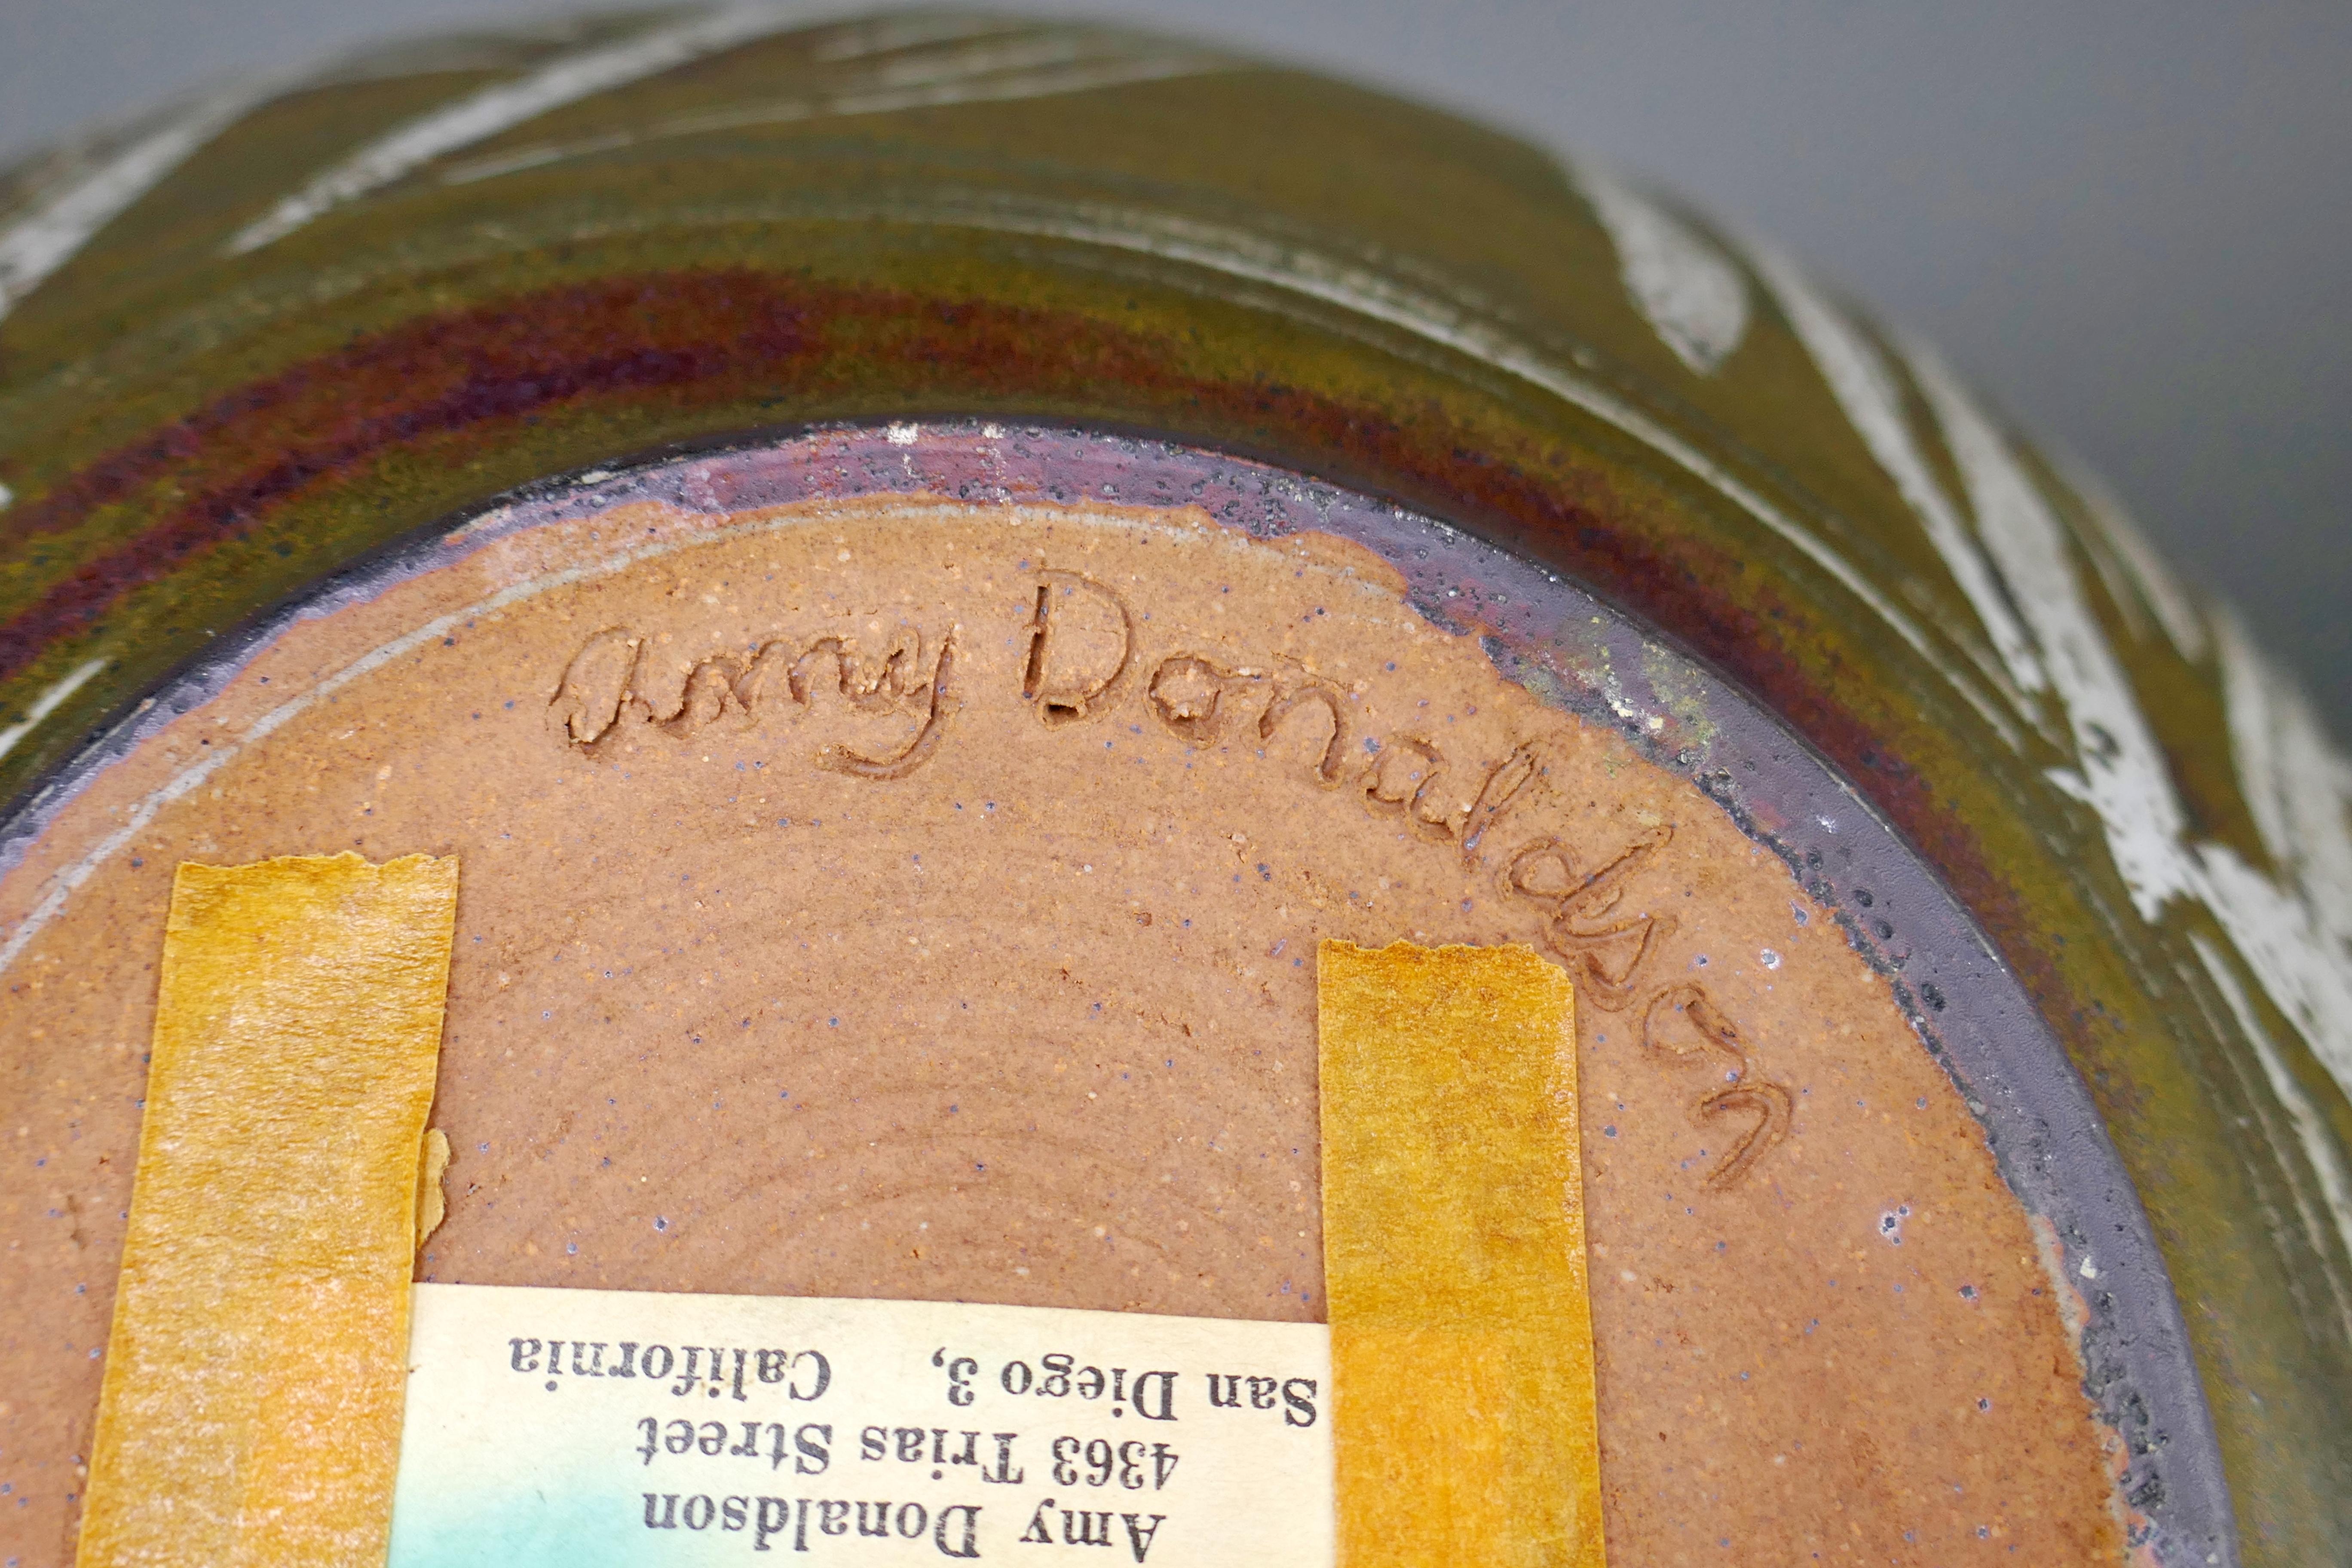 Amy Donaldson
Amy Donaldson
4363 Trias Street
San Diego 3, California